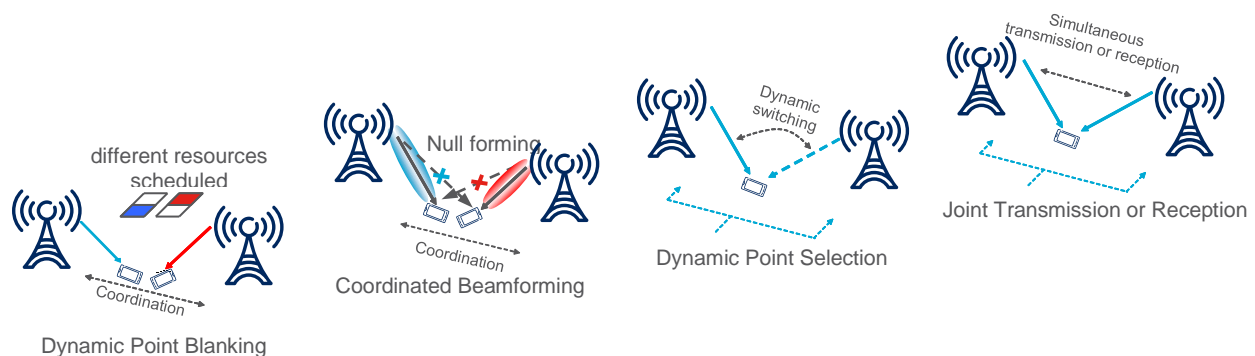 different resources
scheduled
Coordination
Dynamic Point Blanking
Null forming
Coordination
Coordinated Beamforming
Dynamic
switching
Dynamic Point Selection
Simultaneous
transmission or reception
Joint Transmission or Reception